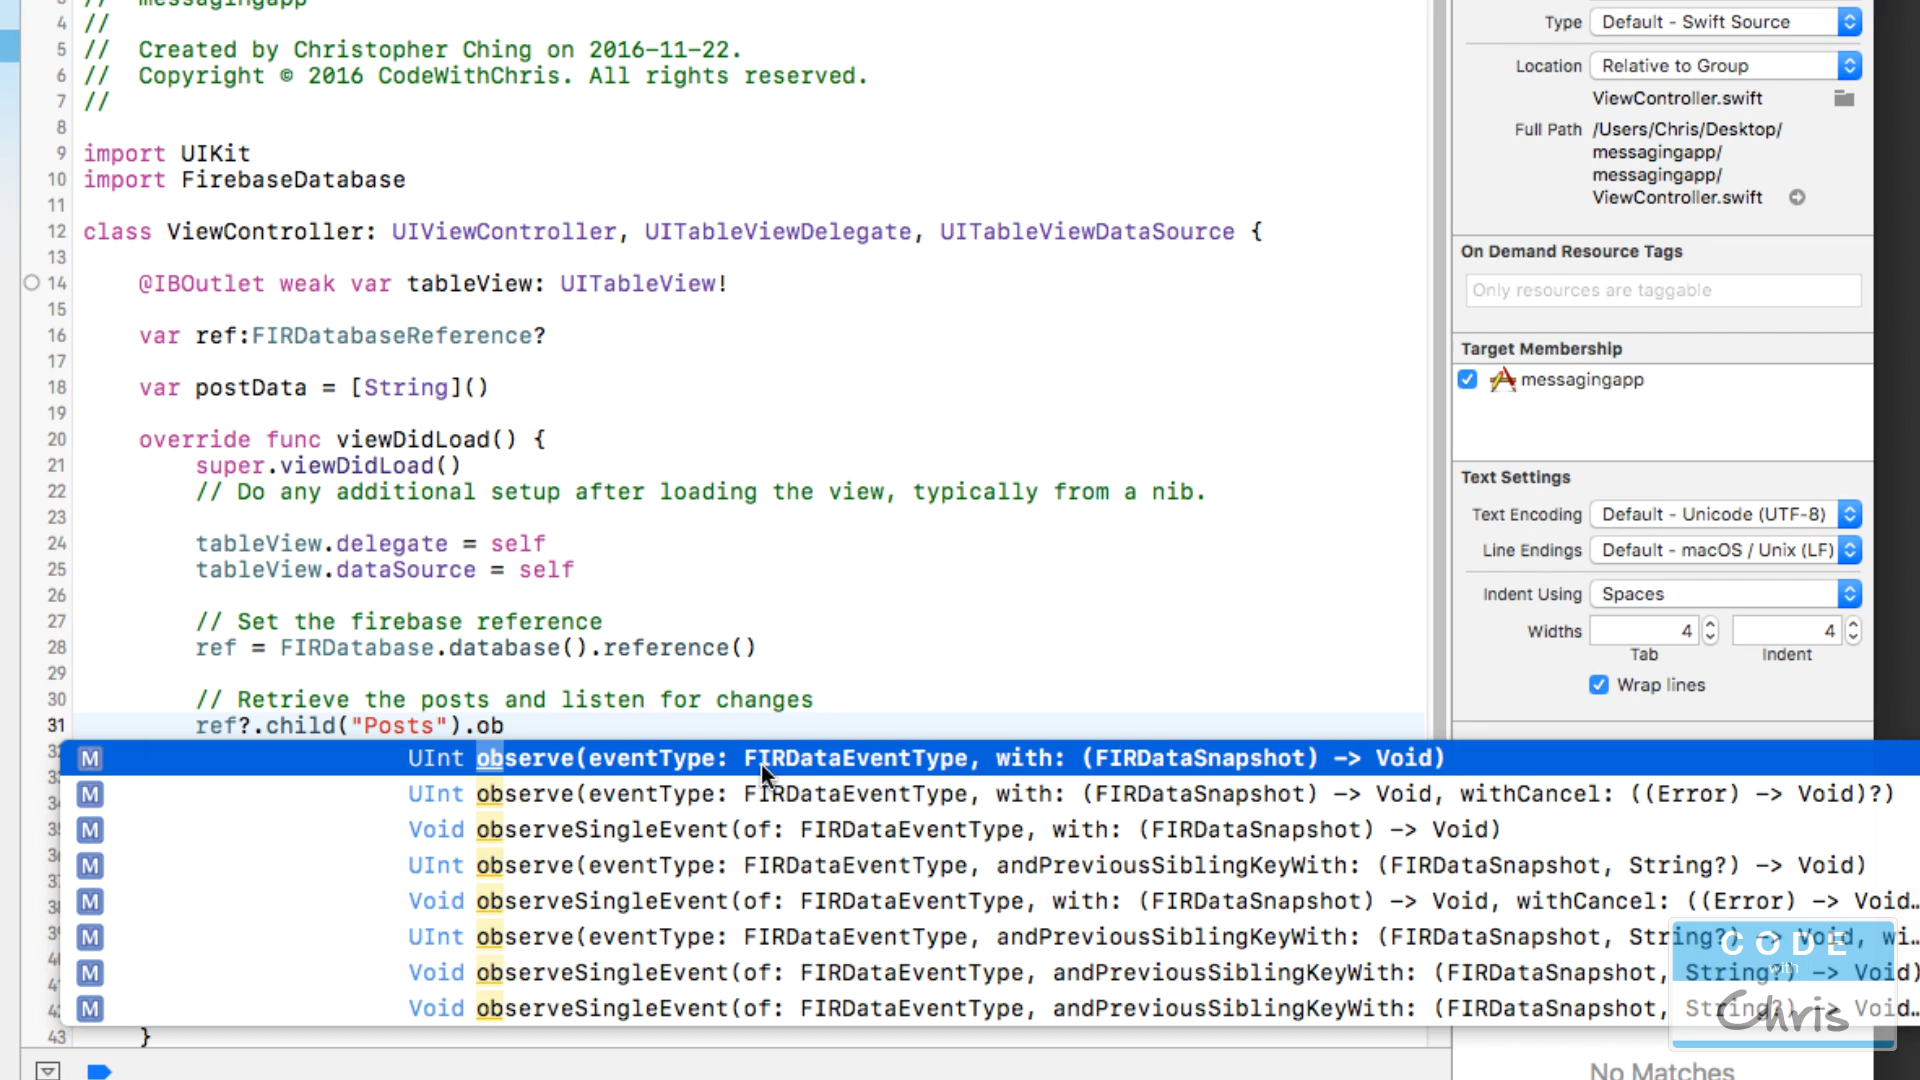 3 // messagingapp
4 //
5 // Created by Christopher Ching on 2016-11-22.
6 // Copyright © 2016 CodeWithChris. All rights reserved.
7 //
8
9 import UIKit
10 import FirebaseDatabase
11
12 class ViewController: UIViewController, UITableViewDelegate, UITableViewDataSource {
13
14 @IBOutlet weak var tableView: UITableView!
15
16 var ref:FIRDatabaseReference?
17
18 var postData = [String]()
19
20 override func viewDidLoad() {
21 super.viewDidLoad()
22 // Do any additional setup after loading the view, typically from a nib.
23
24 tableView.delegate = self
25 tableView.dataSource = self
26
27 // Set the firebase reference
28 ref = FIRDatabase.database().reference()
29
30 // Retrieve the posts and listen for changes
31 ref?.child("Posts").ob
M UInt observe(eventType: FIRDataEventType, with: (FIRDataSnapshot) -> Void)
M UInt observe(eventType: FIRDataEventType, with: (FIRDataSnapshot) -> Void, withCancel: ((Error) -> Void)?)
M Void observeSingleEvent(of: FIRDataEventType, with: (FIRDataSnapshot) -> Void)
M UInt observe(eventType: FIRDataEventType, andPreviousSiblingKeyWith: (FIRDataSnapshot, String?) -> Void)
M Void observeSingleEvent(of: FIRDataEventType, with: (FIRDataSnapshot) -> Void, withCancel: ((Error) -> Void…
M UInt observe(eventType: FIRDataEventType, andPreviousSiblingKeyWith: (FIRDataSnapshot, String?) -> Void, wi…
M Void observeSingleEvent(of: FIRDataEventType, andPreviousSiblingKeyWith: (FIRDataSnapshot, String?) -> Void)
M Void observeSingleEvent(of: FIRDataEventType, andPreviousSiblingKeyWith: (FIRDataSnapshot, String?) -> Void…
43 }
Type Default - Swift Source
Location Relative to Group
ViewController.swift
Full Path /Users/Chris/Desktop/
messagingapp/
messagingapp/
ViewController.swift
On Demand Resource Tags
Only resources are taggable
Target Membership
messagingapp
Text Settings
Text Encoding Default - Unicode (UTF-8)
Line Endings Default - macOS / Unix (LF)
Indent Using Spaces
Widths 4 4
Tab Indent
Wrap lines
CODE
with
Chris
No Matches